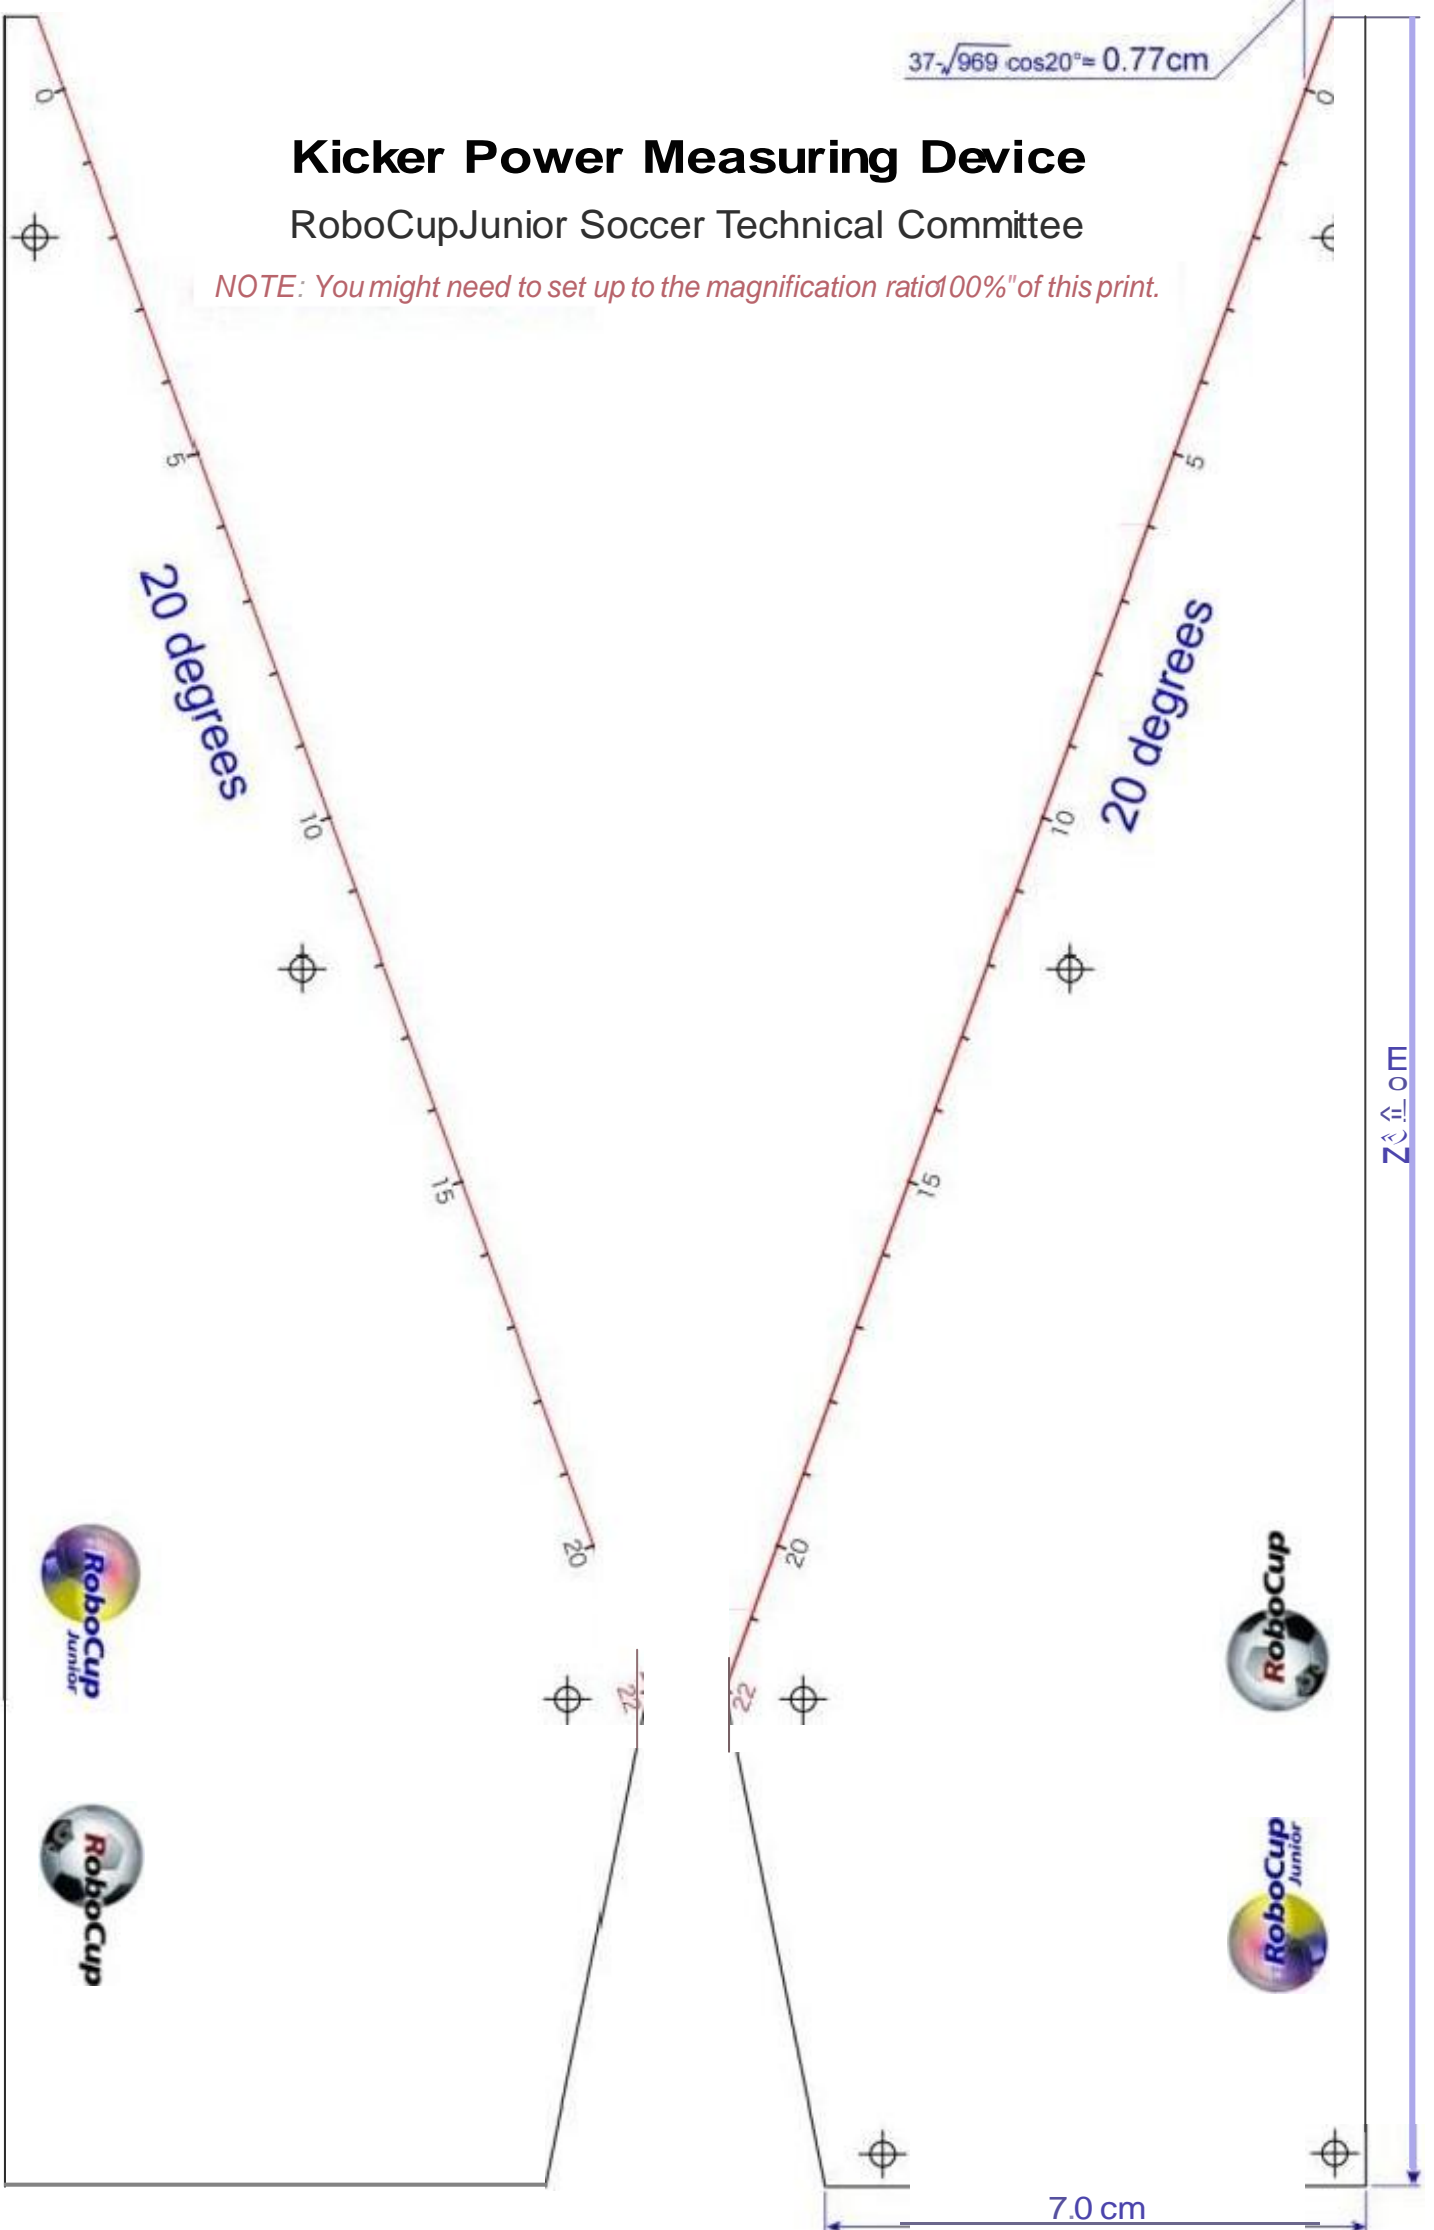 37-√969 cos20°≈ 0.77cm
0
0
Kicker Power Measuring Device
RoboCupJunior Soccer Technical Committee
NOTE: You might need to set up to the magnification ratio100%"of this print.
5
5
20 degrees
20 degrees
10
10
15
15
20
20
22
22
RoboCup
Junior
RoboCup
RoboCup
RoboCup
Junior
7.0 cm